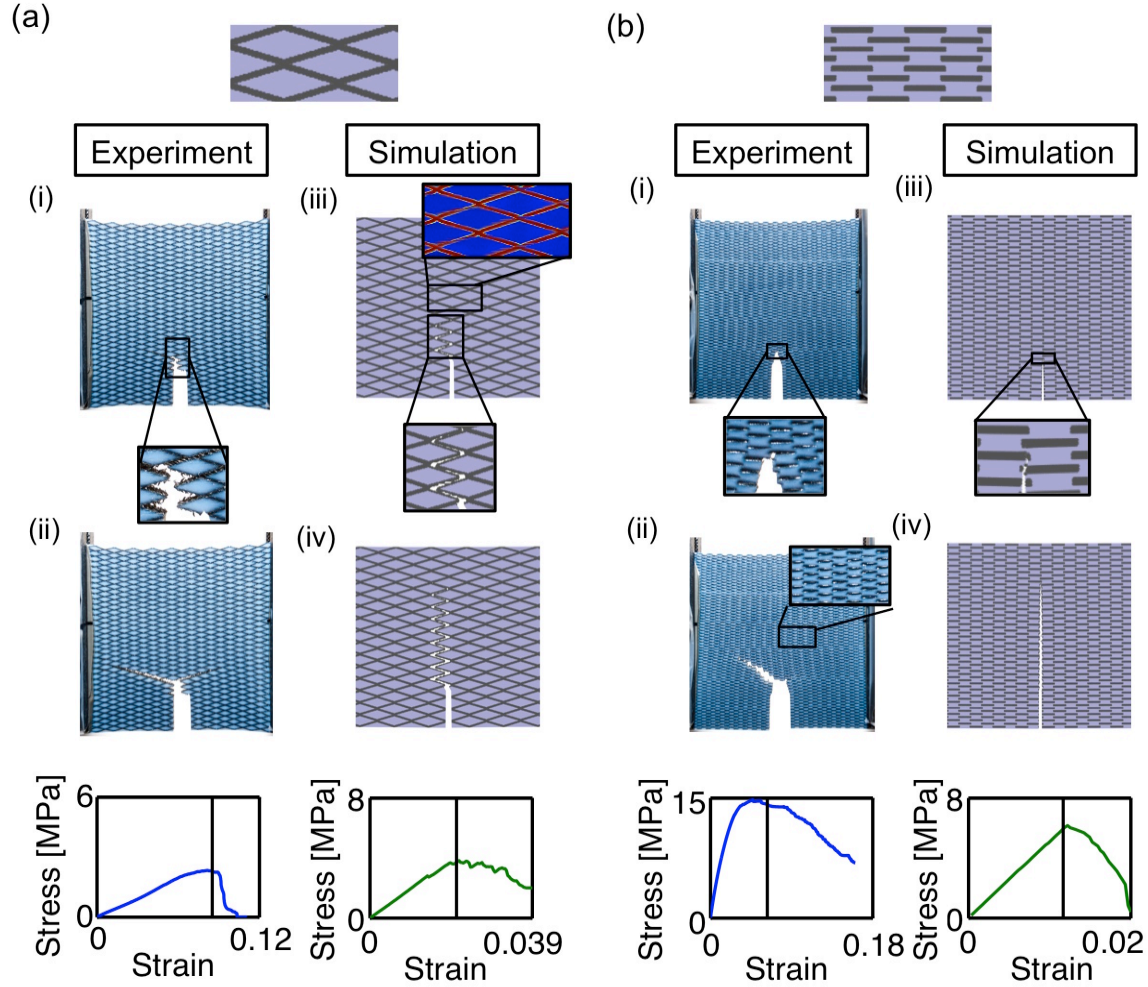 (a)
(b)
Experiment
Simulation
Experiment
Simulation
(i)
(iii)
(i)
(iii)
(ii)
(iv)
(ii)
(iv)
Stress [MPa]
6
0
0
0.12
Strain
Stress [MPa]
8
0
0
0.039
Strain
Stress [MPa]
15
0
0
0.18
Strain
Stress [MPa]
8
0
0
0.02
Strain